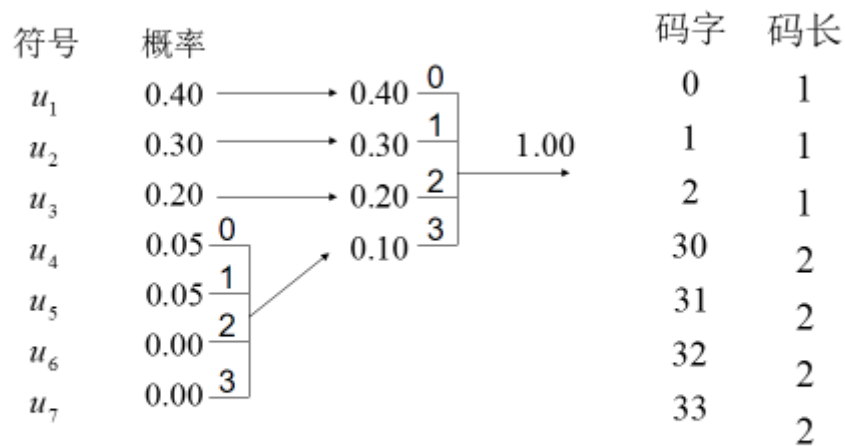 符号 概率 码字 码长
u₁ 0.40 0.40 0 0 1
u₂ 0.30 0.30 1 1.00 1 1
u₃ 0.20 0.20 2 2 1
u₄ 0.05 0 0.10 3 30 2
u₅ 0.05 1 31 2
u₆ 0.00 2 32 2
u₇ 0.00 3 33 2